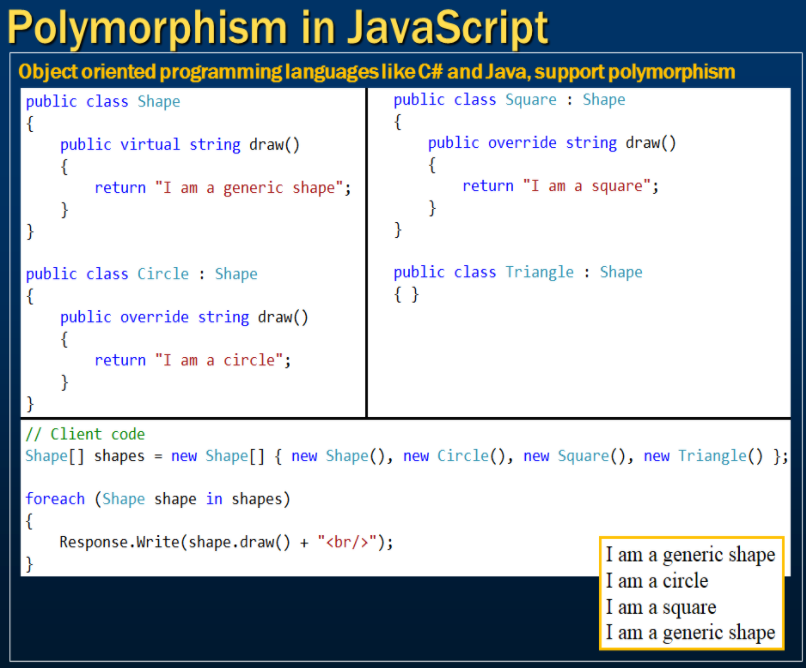 Polymorphism in JavaScript
Object oriented programming languages like C# and Java, support polymorphism
public class Shape
{
    public virtual string draw()
    {
        return "I am a generic shape";
    }
}
public class Circle : Shape
{
    public override string draw()
    {
        return "I am a circle";
    }
}
public class Square : Shape
{
    public override string draw()
    {
        return "I am a square";
    }
}
public class Triangle : Shape
{ }
// Client code
Shape[] shapes = new Shape[] { new Shape(), new Circle(), new Square(), new Triangle() };
foreach (Shape shape in shapes)
{
    Response.Write(shape.draw() + "<br/>");
}
I am a generic shape
I am a circle
I am a square
I am a generic shape